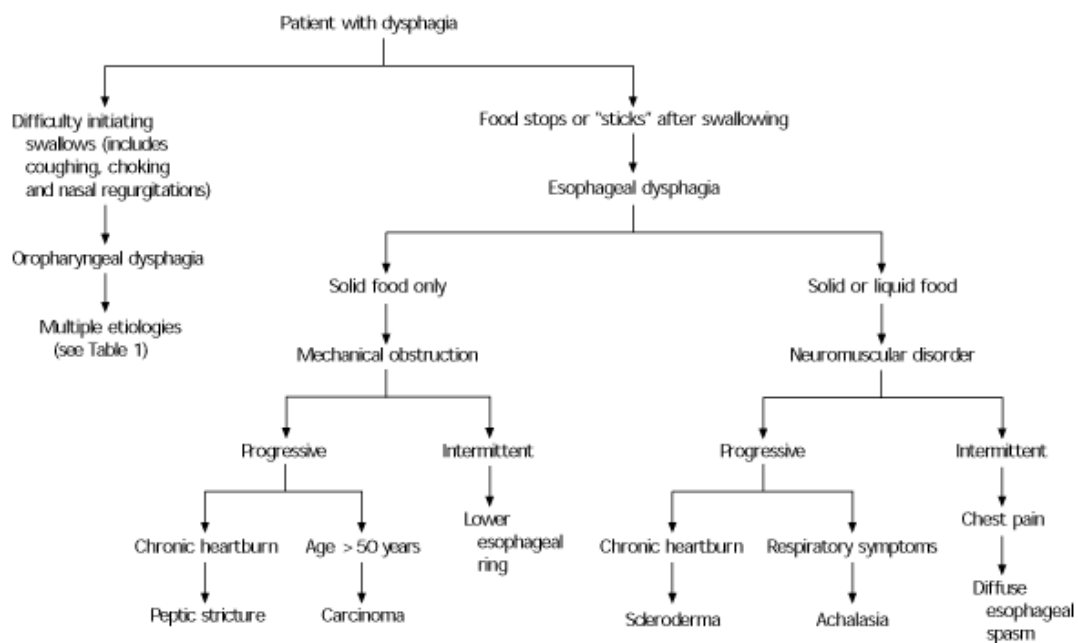 Patient with dysphagia
Difficulty initiating
swallows (includes
coughing, choking
and nasal regurgitations)
Food stops or "sticks" after swallowing
Esophageal dysphagia
Oropharyngeal dysphagia
Solid food only
Solid or liquid food
Multiple etiologies
(see Table 1)
Mechanical obstruction
Neuromuscular disorder
Progressive
Intermittent
Progressive
Intermittent
Chronic heartburn
Age > 50 years
Lower
esophageal
ring
Chronic heartburn
Respiratory symptoms
Chest pain
Peptic stricture
Carcinoma
Scleroderma
Achalasia
Diffuse
esophageal
spasm